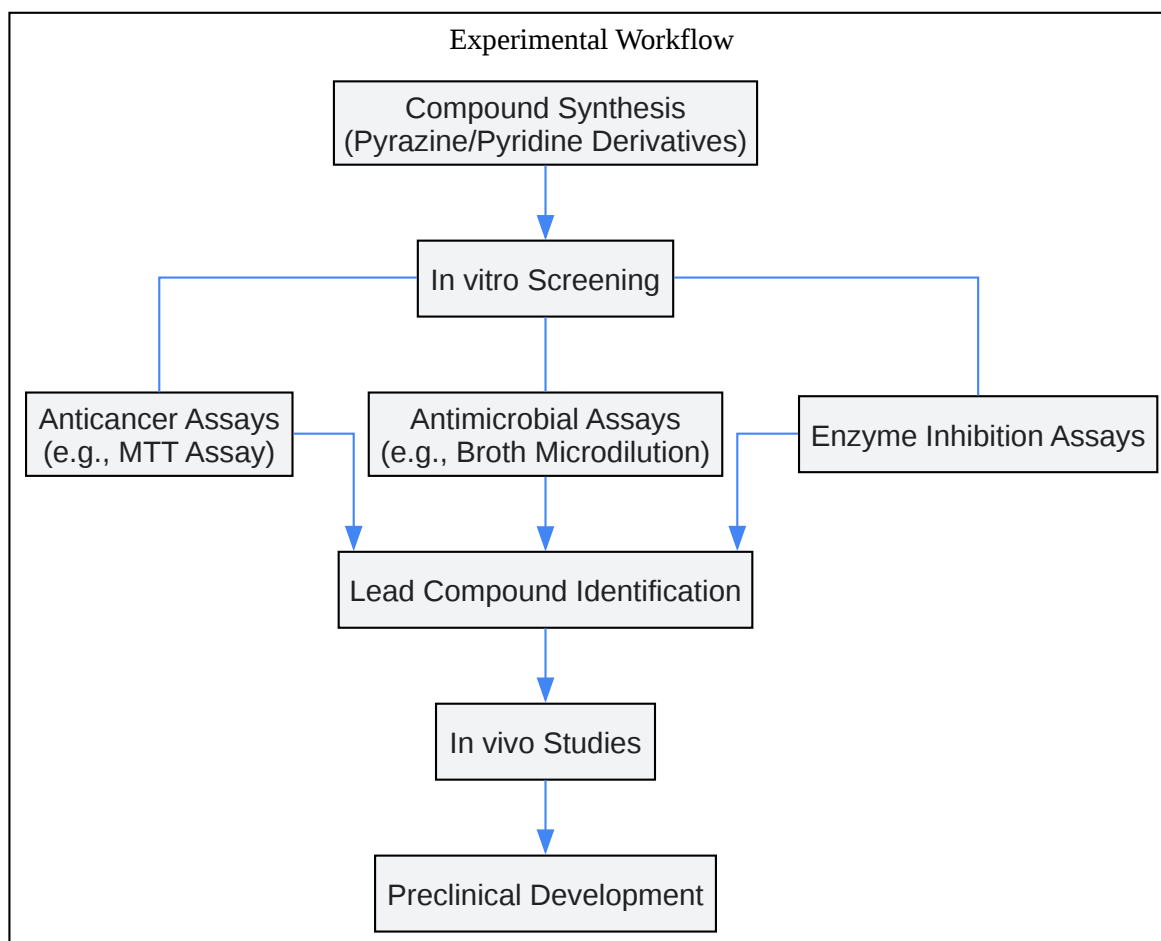 Experimental Workflow
Compound Synthesis
(Pyrazine/Pyridine Derivatives)
In vitro Screening
Anticancer Assays
(e.g., MTT Assay)
Antimicrobial Assays
(e.g., Broth Microdilution)
Enzyme Inhibition Assays
Lead Compound Identification
In vivo Studies
Preclinical Development